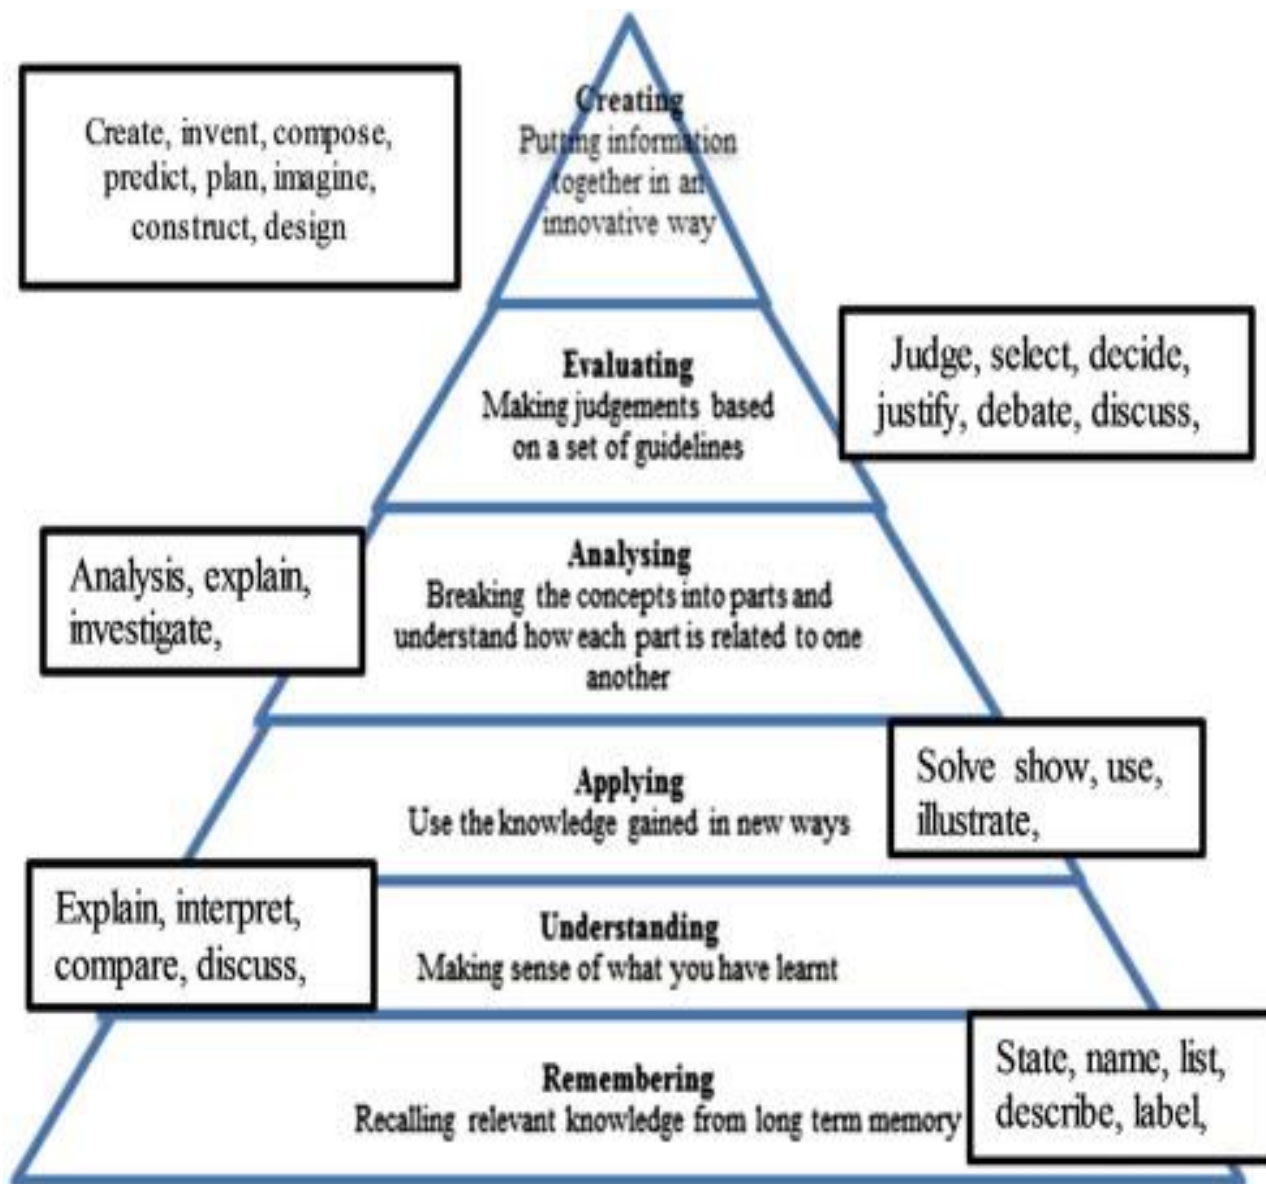 Creating
Putting information
together in an
innovative way
Create, invent, compose,
predict, plan, imagine,
construct, design
Evaluating
Making judgements based
on a set of guidelines
Judge, select, decide,
justify, debate, discuss,
Analysing
Breaking the concepts into parts and
understand how each part is related to one
another
Analysis, explain,
investigate,
Applying
Use the knowledge gained in new ways
Solve show, use,
illustrate,
Understanding
Making sense of what you have learnt
Explain, interpret,
compare, discuss,
Remembering
Recalling relevant knowledge from long term memory
State, name, list,
describe, label,